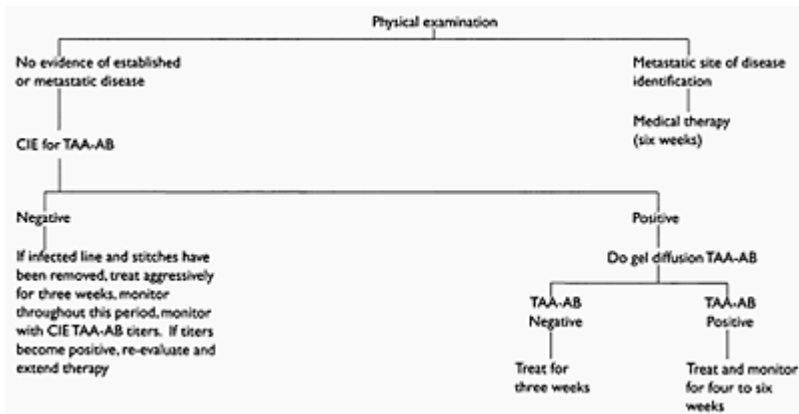 Physical examination
No evidence of established
or metastatic disease
Metastatic site of disease
identification
Medical therapy
(six weeks)
CIE for TAA-AB
Negative
Positive
If infected line and stitches have
been removed, treat aggressively
for three weeks, monitor
throughout this period, monitor
with CIE TAA-AB titers. If titers
become positive, re-evaluate and
extend therapy
Do gel diffusion TAA-AB
TAA-AB
Negative
TAA-AB
Positive
Treat for
three weeks
Treat and monitor
for four to six
weeks